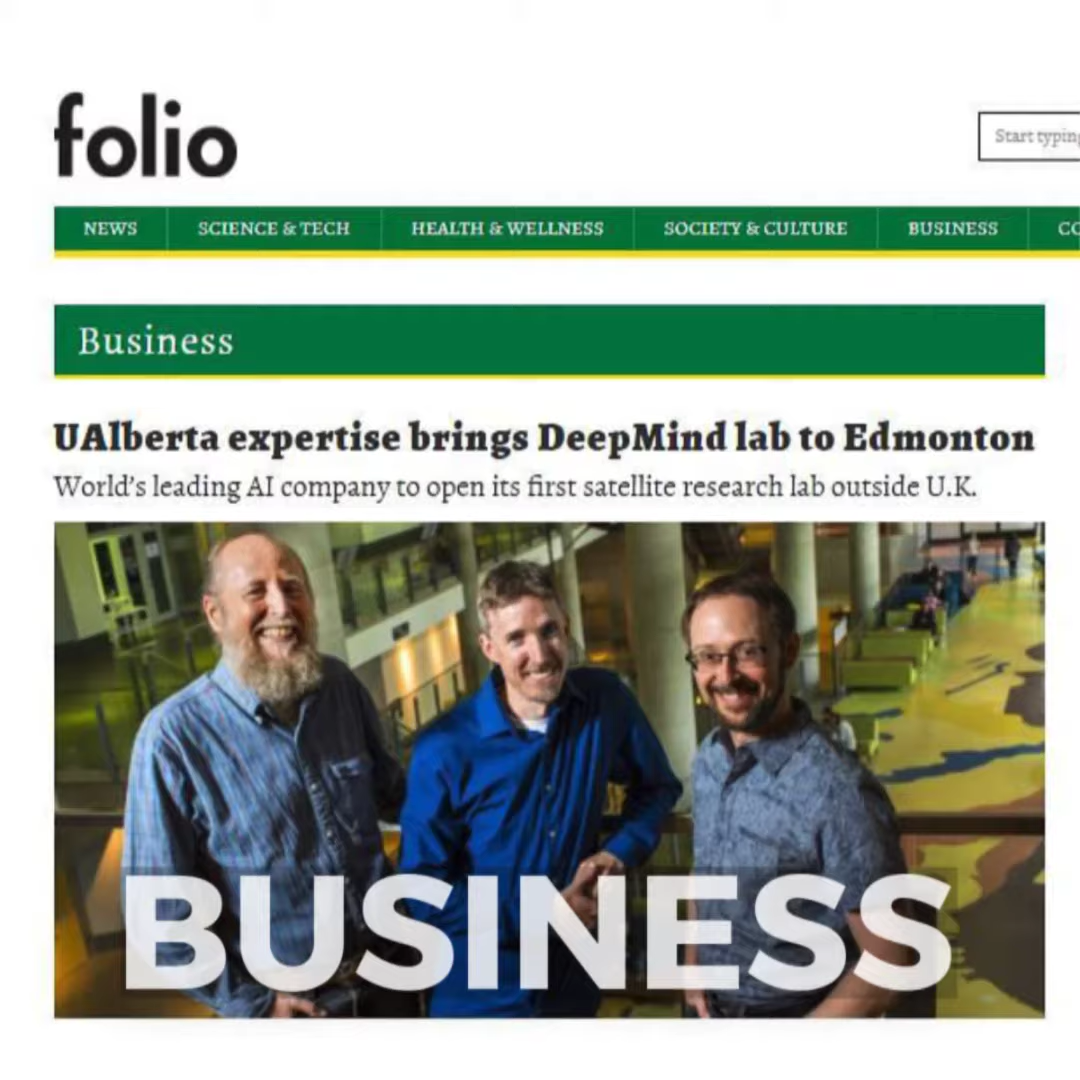 folio
Start typing
NEWS SCIENCE & TECH HEALTH & WELLNESS SOCIETY & CULTURE BUSINESS
Business
UAlberta expertise brings DeepMind lab to Edmonton
World's leading AI company to open its first satellite research lab outside U.K.
BUSINESS